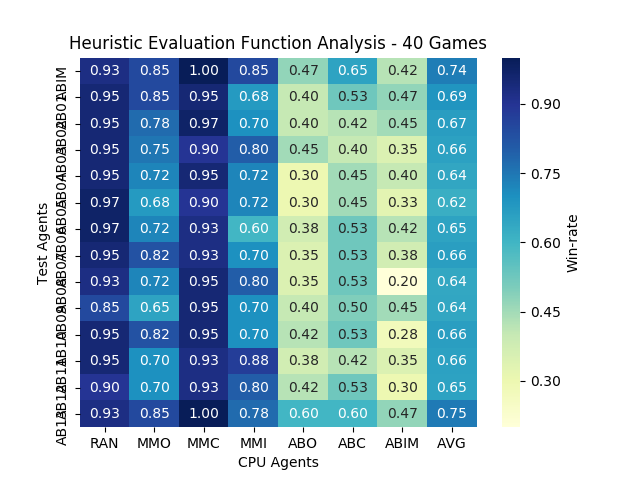 Heuristic Evaluation Function Analysis - 40 Games
ABIM 0.93 0.85 1.00 0.85 0.47 0.65 0.42 0.74
AB01 0.95 0.85 0.95 0.68 0.40 0.53 0.47 0.69
AB02 0.95 0.78 0.97 0.70 0.40 0.42 0.45 0.67
AB03 0.95 0.75 0.90 0.80 0.45 0.40 0.35 0.66
AB04 0.95 0.72 0.95 0.72 0.30 0.45 0.40 0.64
AB05 0.97 0.68 0.90 0.72 0.30 0.45 0.33 0.62
AB06 0.97 0.72 0.93 0.60 0.38 0.53 0.42 0.65
AB07 0.95 0.82 0.93 0.70 0.35 0.53 0.38 0.66
AB08 0.93 0.72 0.95 0.80 0.35 0.53 0.20 0.64
AB09 0.85 0.65 0.95 0.70 0.40 0.50 0.45 0.64
AB10 0.95 0.82 0.95 0.70 0.42 0.53 0.28 0.66
AB11 0.95 0.70 0.93 0.88 0.38 0.42 0.35 0.66
AB12 0.90 0.70 0.93 0.80 0.42 0.53 0.30 0.65
AB13 0.93 0.85 1.00 0.78 0.60 0.60 0.47 0.75
RAN MMO MMC MMI ABO ABC ABIM AVG
CPU Agents
Test Agents
0.90
0.75
0.60
0.45
0.30
Win-rate